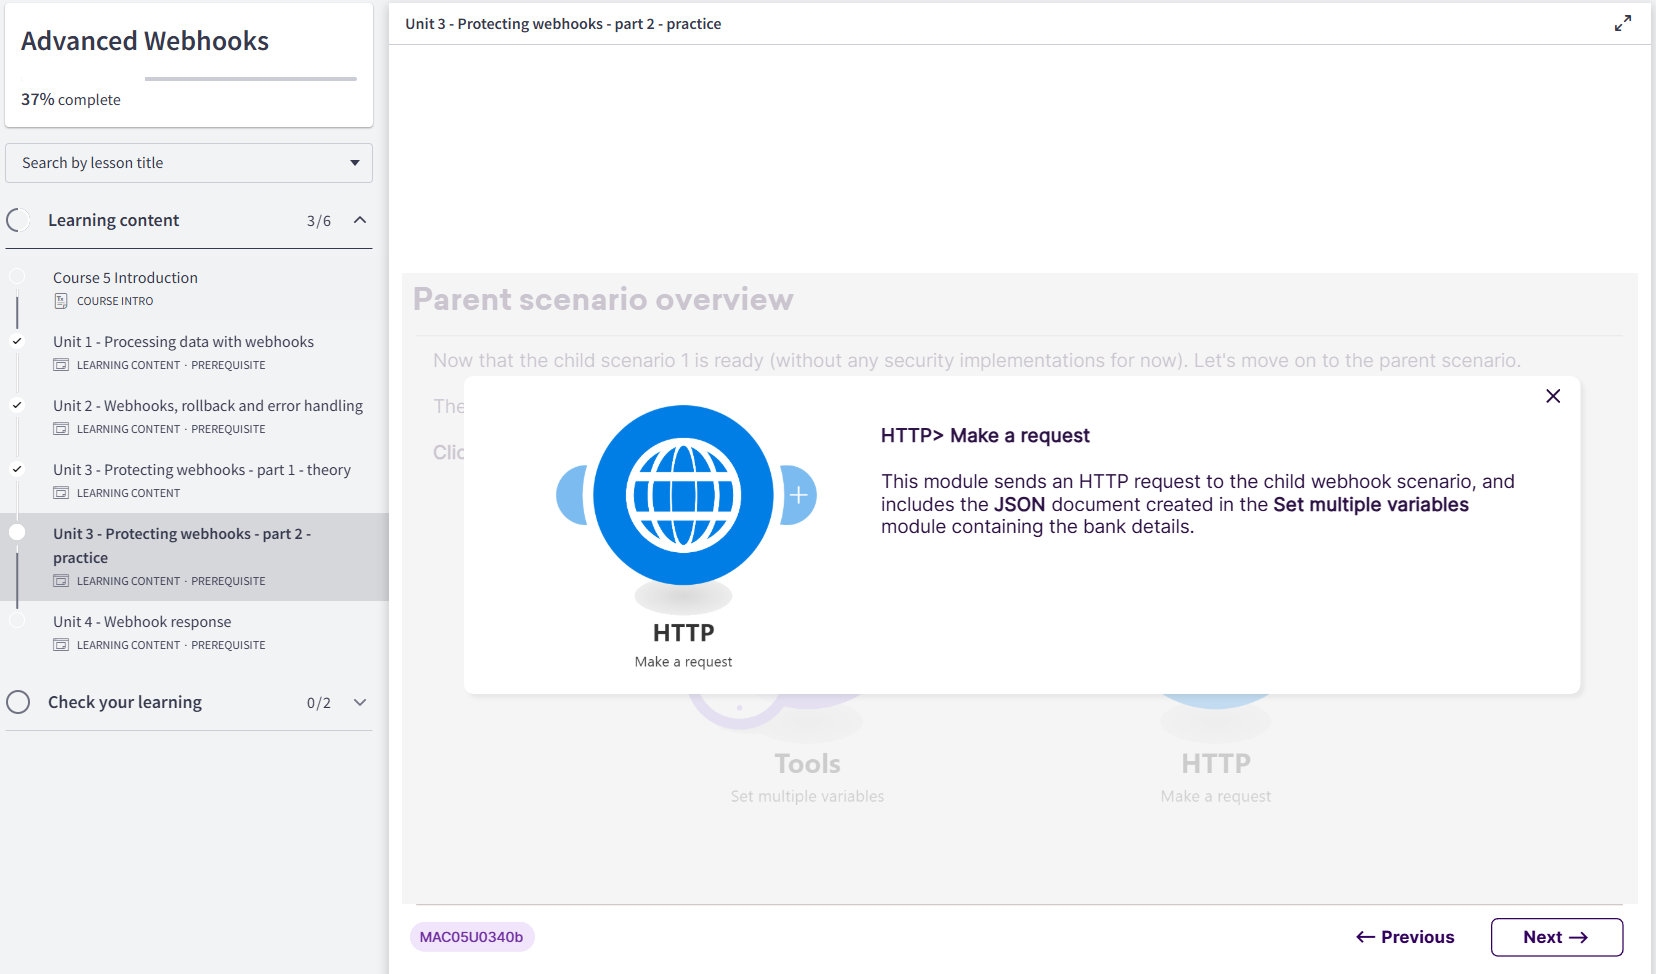 Advanced Webhooks
37% complete
Search by lesson title
Learning content 3/6
Course 5 Introduction
COURSE INTRO
Unit 1 - Processing data with webhooks
LEARNING CONTENT · PREREQUISITE
Unit 2 - Webhooks, rollback and error handling
LEARNING CONTENT · PREREQUISITE
Unit 3 - Protecting webhooks - part 1 - theory
LEARNING CONTENT
Unit 3 - Protecting webhooks - part 2 -
practice
LEARNING CONTENT · PREREQUISITE
Unit 4 - Webhook response
LEARNING CONTENT · PREREQUISITE
Check your learning 0/2
Unit 3 - Protecting webhooks - part 2 - practice
Parent scenario overview
Now that the child scenario 1 is ready (without any security implementations for now). Let's move on to the parent scenario.
The
Clic
HTTP> Make a request
This module sends an HTTP request to the child webhook scenario, and
includes the JSON document created in the Set multiple variables
module containing the bank details.
HTTP
Make a request
Tools
Set multiple variables
HTTP
Make a request
MAC05U0340b
← Previous
Next →